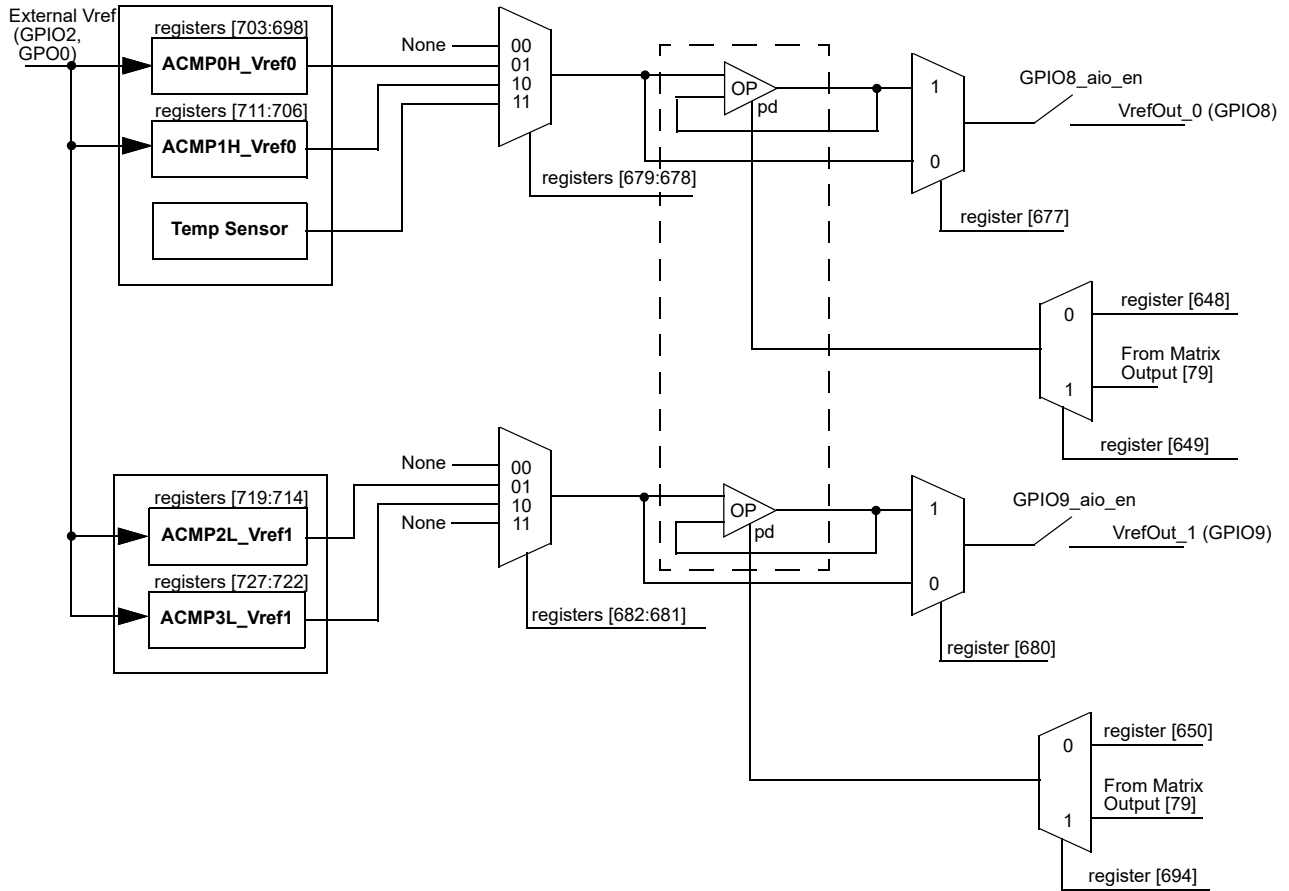 External Vref
(GPIO2,
GPO0)
registers [703:698]
ACMP0H_Vref0
registers [711:706]
ACMP1H_Vref0
Temp Sensor
None
00
01
10
11
registers [679:678]
OP
pd
1
0
register [677]
GPIO8_aio_en
VrefOut_0 (GPIO8)
0
1
register [648]
From Matrix
Output [79]
register [649]
registers [719:714]
ACMP2L_Vref1
registers [727:722]
ACMP3L_Vref1
None
None
00
01
10
11
registers [682:681]
OP
pd
1
0
register [680]
GPIO9_aio_en
VrefOut_1 (GPIO9)
0
1
register [650]
From Matrix
Output [79]
register [694]